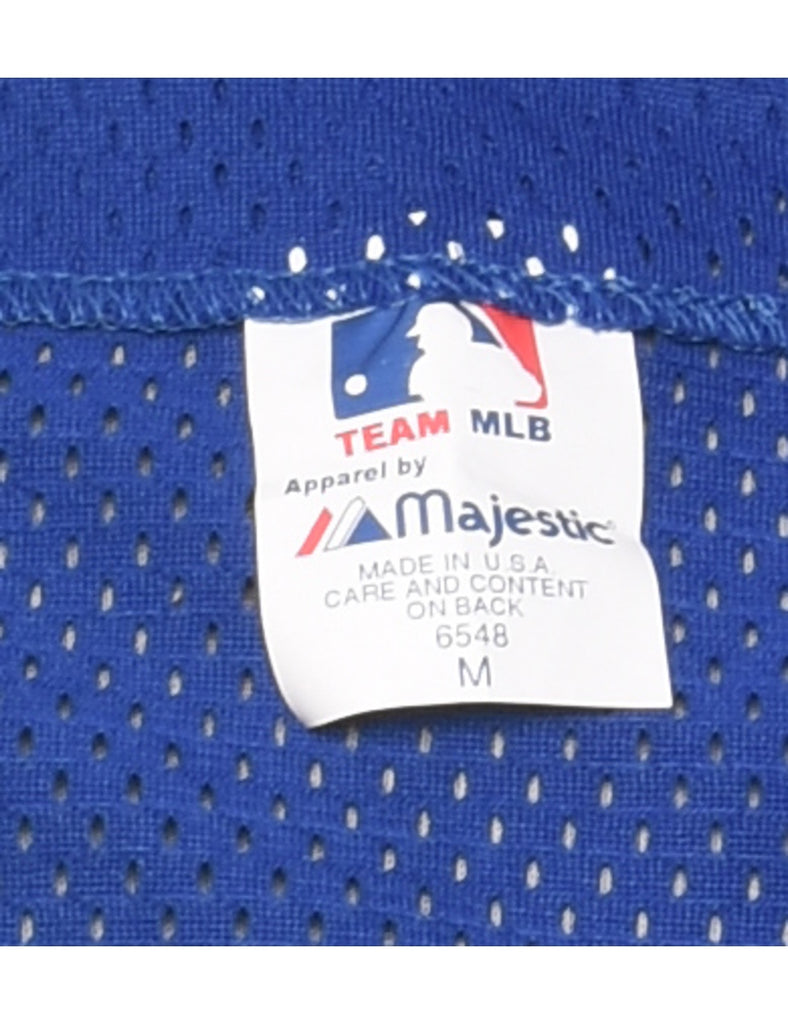 TEAM MLB
Apparel by
Majestic®
MADE IN U.S.A.
CARE AND CONTENT
ON BACK
6548
M